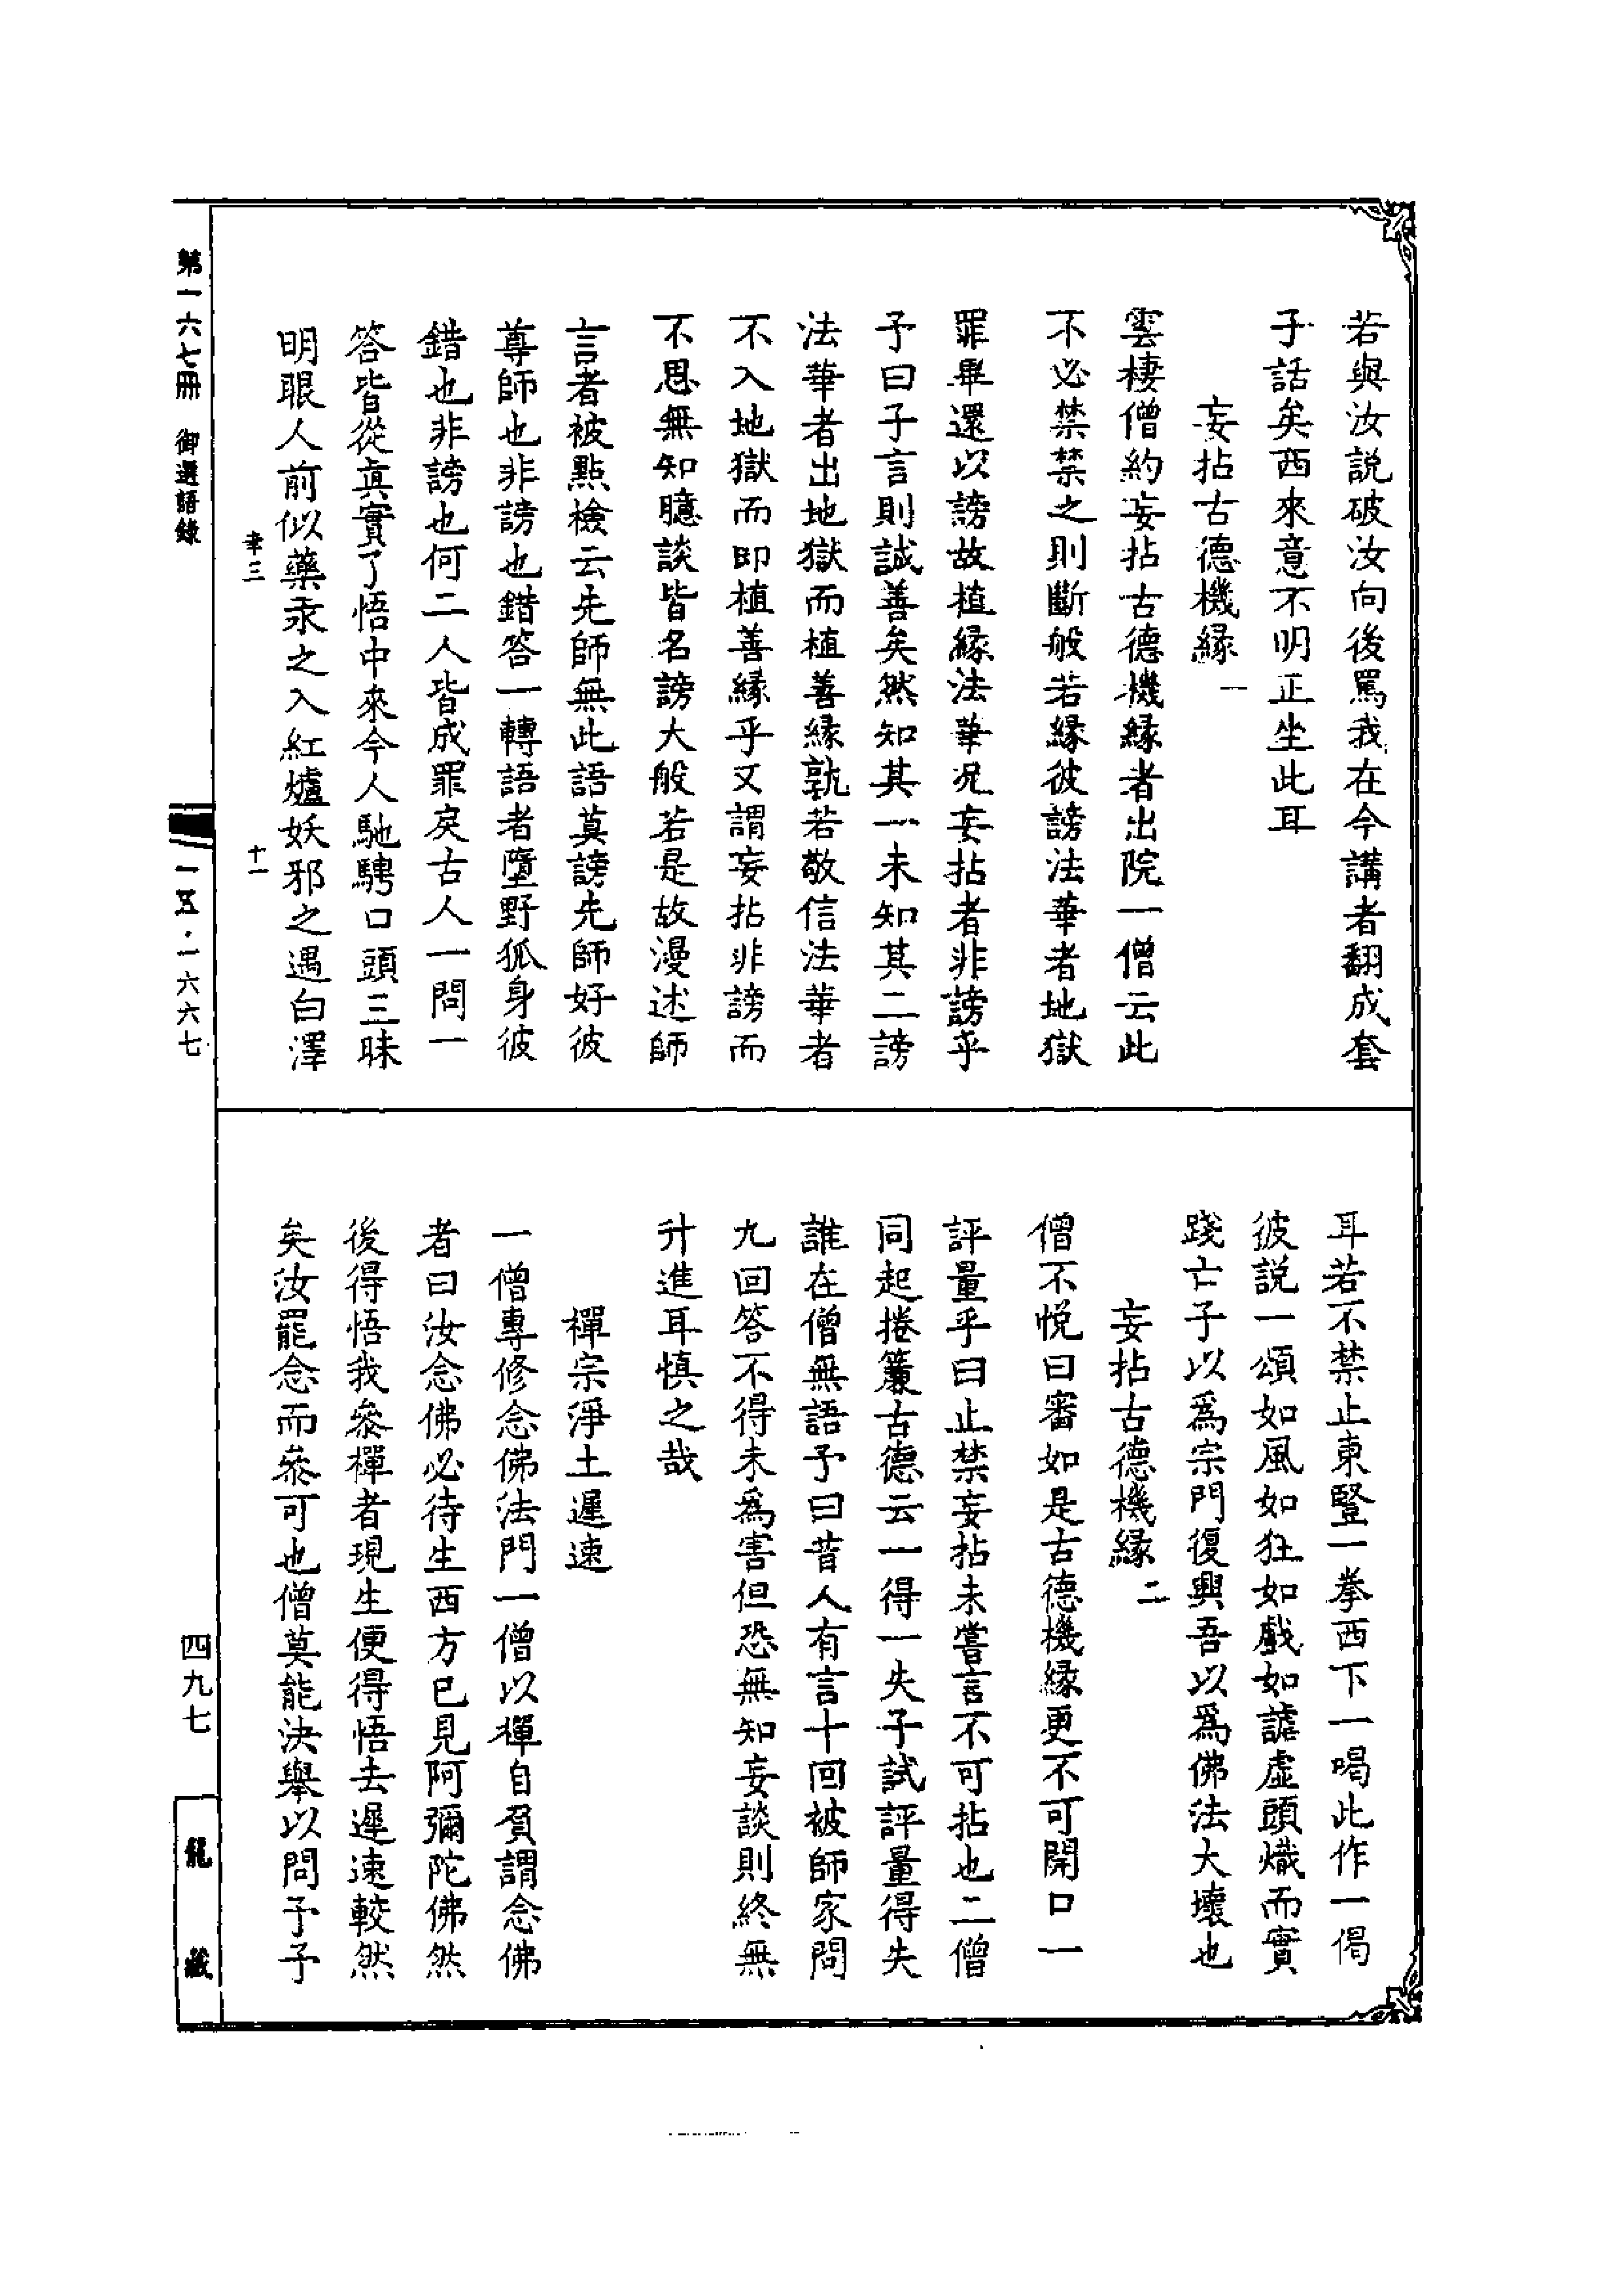 若與汝説破汝向後罵我在今講者翻成套
子話矣西來意不明正坐此耳
妄拈古德機緣一
雲棲僧約妄拈古德機緣者出院一僧云此
不必禁禁之則斷般若緣彼謗法華者地獄
罪畢還以謗故植緣法華况妄拈者非謗乎
予曰子言則誠善矣然知其一未知其二謗
法華者出地獄而植善緣孰若敬信法華者
不入地獄而即植善緣乎又謂妄拈非謗而
不思無知臆談皆名謗大般若是故漫述師
言者被點檢云先師無此語莫謗先師好彼
尊師也非謗也錯答一轉語者墮野狐身彼
錯也非謗也何二人皆成罪戾古人一問一
答皆從真實了悟中來今人馳騁口頭三昧
明眼人前似藥汞之入紅爐妖邪之遇白澤
耳若不禁止東豎一拳西下一喝此作一偈
彼説一頌如風如狂如戲如謔虛頭熾而實
踐亡子以爲宗門復興吾以爲佛法大壞也
妄拈古德機緣二
僧不悦曰審如是古德機緣更不可開口一
評量乎曰止禁妄拈未嘗言不可拈也二僧
同起捲簾古德云一得一失子試評量得失
誰在僧無語予曰昔人有言十回被師家問
九回答不得未爲害但恐無知妄談則終無
升進耳慎之哉
禪宗淨土遲速
一僧專修念佛法門一僧以禪自負謂念佛
者曰汝念佛必待生西方已見阿彌陀佛然
後得悟我叅禪者現生便得悟去遲速較然
矣汝罷念而叅可也僧莫能決舉以問予予
幸三 十一
第一六七冊 御選語錄 一五·一六六七 四九七
龍藏